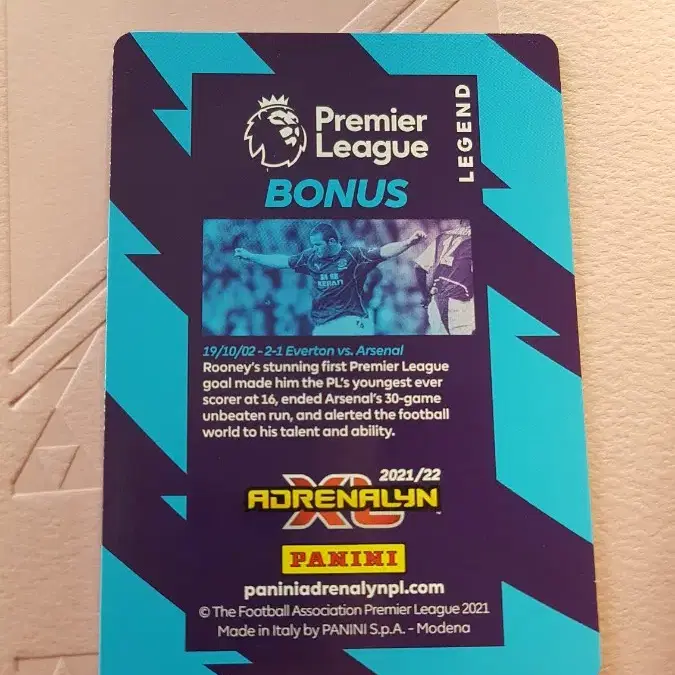 Premier
League
LEGEND
BONUS
19/10/02 - 2-1 Everton vs. Arsenal
Rooney's stunning first Premier League
goal made him the PL's youngest ever
scorer at 16, ended Arsenal's 30-game
unbeaten run, and alerted the football
world to his talent and ability.
2021/22
ADRENALYN
XL
™
PANINI
paniniadrenalynpl.com
© The Football Association Premier League 2021
Made in Italy by PANINI S.p.A. - Modena